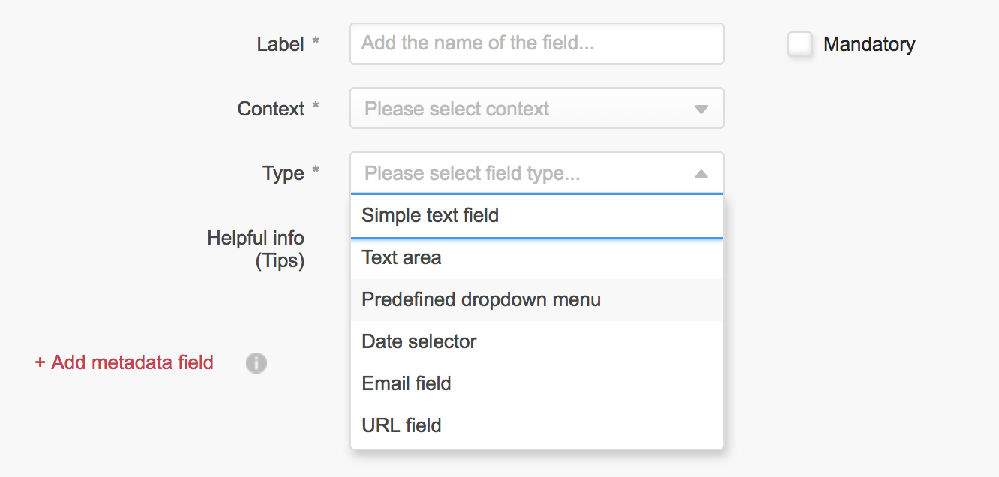 Label *
Add the name of the field...
Mandatory
Context *
Please select context
Type *
Please select field type...
Simple text field
Helpful info
(Tips)
Text area
Predefined dropdown menu
Date selector
+ Add metadata field
i
Email field
URL field